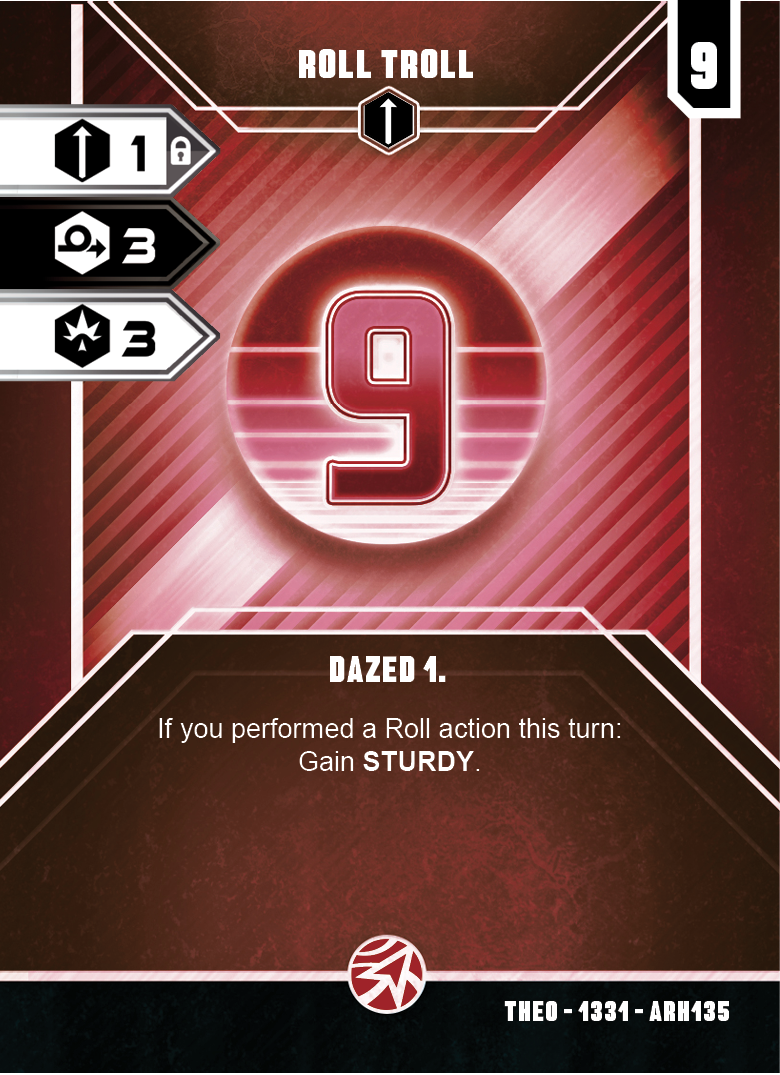 ROLL TROLL
9
1
3
3
9
DAZED 1.
If you performed a Roll action this turn:
Gain STURDY.
THEO - 1331 - ARH135